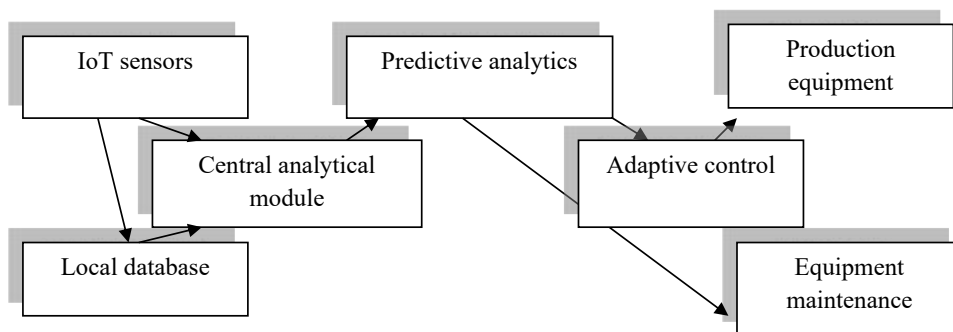 IoT sensors
Predictive analytics
Production
equipment
Central analytical
module
Adaptive control
Local database
Equipment
maintenance